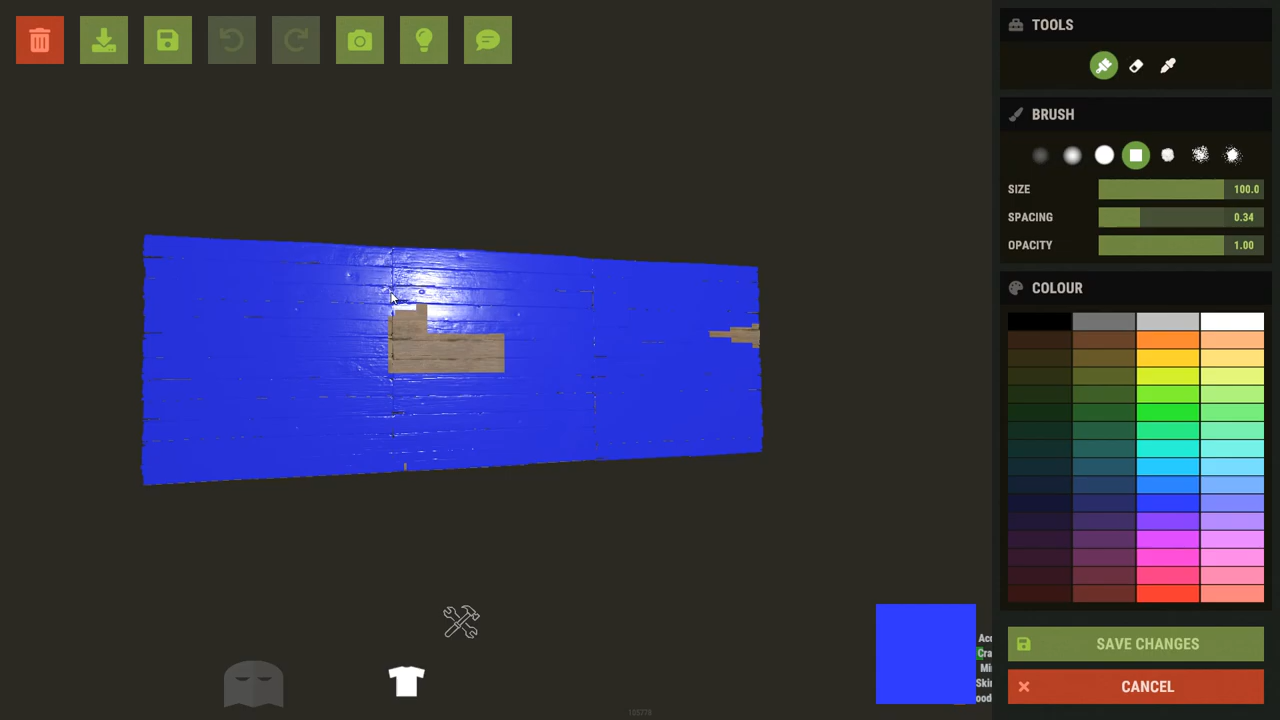 TOOLS
BRUSH
SIZE 100.0
SPACING 0.34
OPACITY 1.00
COLOUR
SAVE CHANGES
CANCEL